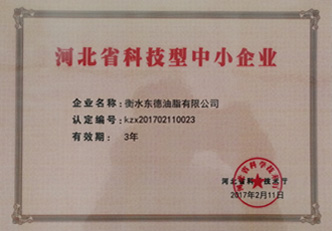 河北省科技型中小企业
企业名称：衡水东德油脂有限公司
认定编号：kzx201702110023
有效期：3年
河北省科学技术厅
2017年2月11日